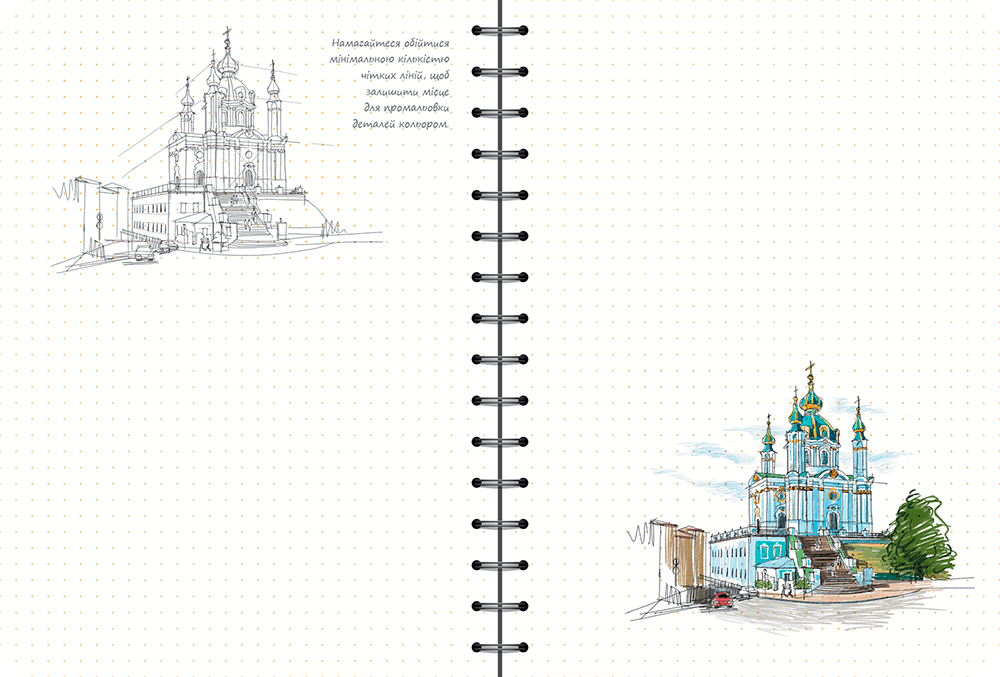 Намагайтеся обійтися
мінімальною кількістю
чітких ліній, щоб
залишити місце
для промальовки
деталей кольором.